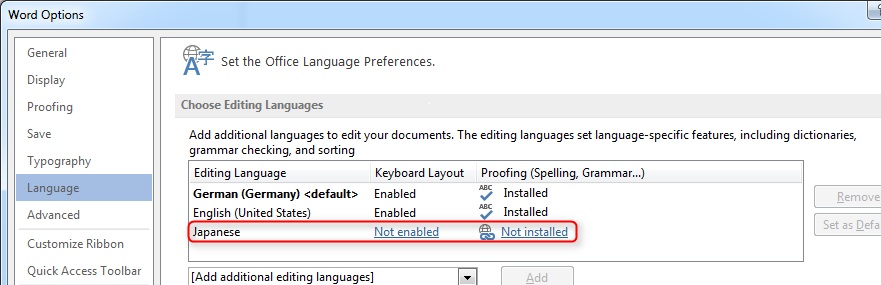 Word Options
General
Display
Proofing
Save
Typography
Language
Advanced
Customize Ribbon
Quick Access Toolbar
A字
Set the Office Language Preferences.
Choose Editing Languages
Add additional languages to edit your documents. The editing languages set language-specific features, including dictionaries,
grammar checking, and sorting
Editing Language Keyboard Layout Proofing (Spelling, Grammar...)
German (Germany) <default> Enabled ABC Installed
English (United States) Enabled ABC Installed
Japanese Not enabled Not installed
Remove
Set as Defa
[Add additional editing languages] Add